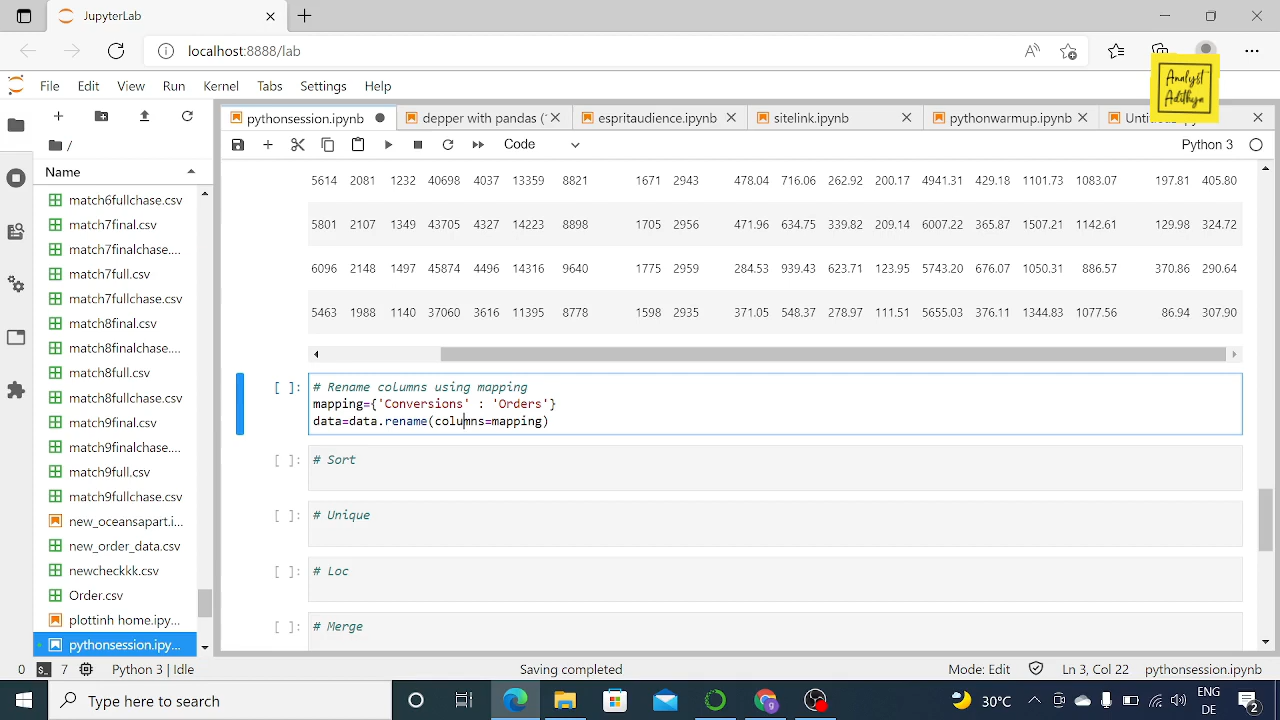 JupyterLab
localhost:8888/lab
Analyst
Adithya
File Edit View Run Kernel Tabs Settings Help
pythonsession.ipynb
depper with pandas (
espritaudience.ipynb
sitelink.ipynb
pythonwarmup.ipynb
Code
Python 3
/
Name
match6fullchase.csv
match7final.csv
match7finalchase....
match7full.csv
match7fullchase.csv
match8final.csv
match8finalchase....
match8full.csv
match8fullchase.csv
match9final.csv
match9finalchase....
match9full.csv
match9fullchase.csv
new_oceansapart.i...
new_order_data.csv
newcheckkk.csv
Order.csv
plottinh home.ipy...
pythonsession.ipy...
5614 2081 1232 40698 4037 13359 8821 1671 2943 478.04 716.06 262.92 200.17 4941.31 429.18 1101.73 1083.07 197.81 405.80
5801 2107 1349 43705 4327 14223 8898 1705 2956 471.96 634.75 339.82 209.14 6007.22 365.87 1507.21 1142.61 129.98 324.72
6096 2148 1497 45874 4496 14316 9640 1775 2959 281.53 939.43 623.71 123.95 5743.20 676.07 1050.31 886.57 370.86 290.64
5463 1988 1140 37060 3616 11395 8778 1598 2935 371.05 548.37 278.97 111.51 5655.03 376.11 1344.83 1077.56 86.94 307.90
[ ]: # Rename columns using mapping
mapping={'Conversions' : 'Orders'}
data=data.rename(columns=mapping)
[ ]: # Sort
[ ]: # Unique
[ ]: # Loc
[ ]: # Merge
0 7 Python 3 | Idle Saving completed Mode: Edit Ln 3, Col 22 pythonsession.ipynb
Type here to search
30°C
ENG
DE
2